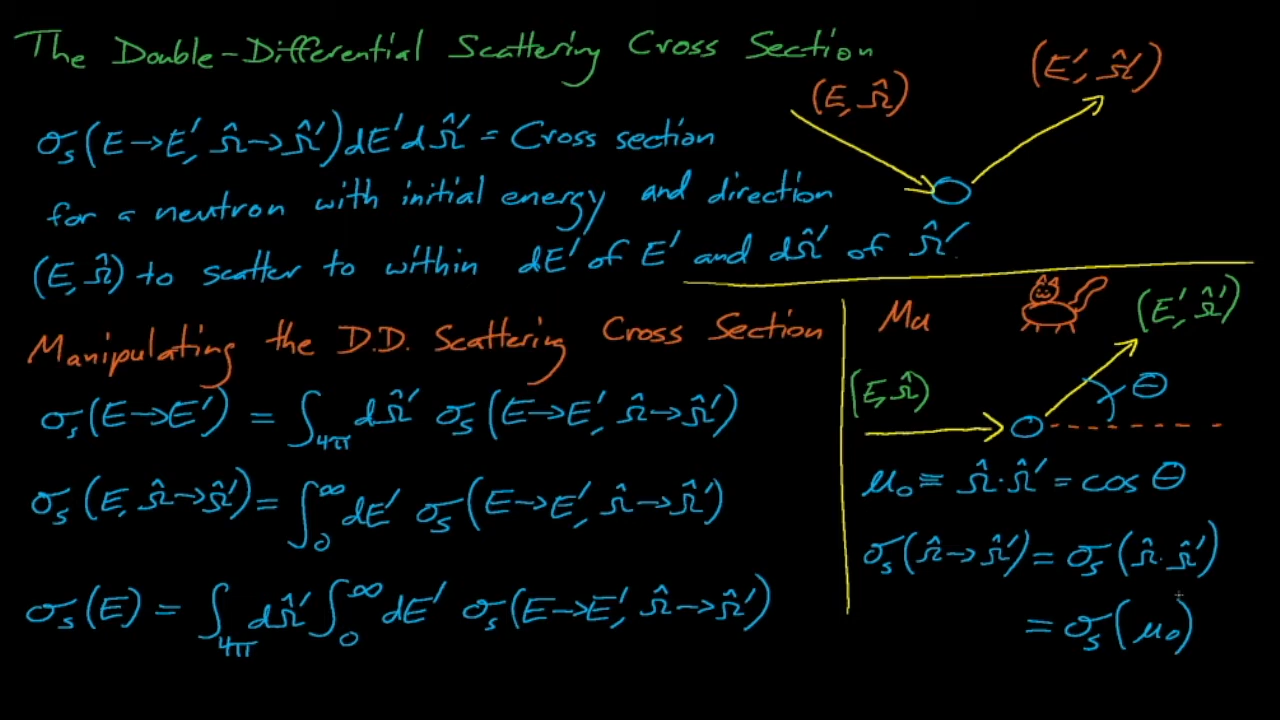 The Double-Differential Scattering Cross Section
(E, Ω̂)
(E', Ω̂')
σₛ(E→E', Ω̂→Ω̂')dE'dΩ̂' = Cross section
for a neutron with initial energy and direction
(E, Ω̂) to scatter to within dE' of E' and dΩ̂' of Ω̂'.
Manipulating the D.D. Scattering Cross Section
σₛ(E→E') = ∫4π dΩ̂' σₛ(E→E', Ω̂→Ω̂')
σₛ(E, Ω̂→Ω̂') = ∫0^∞ dE' σₛ(E→E', Ω̂→Ω̂')
σₛ(E) = ∫4π dΩ̂' ∫0^∞ dE' σₛ(E→E', Ω̂→Ω̂')
Mu
(E', Ω̂')
(E, Ω̂)
θ
μ₀ ≡ Ω̂·Ω̂' = cos θ
σₛ(Ω̂→Ω̂') = σₛ(Ω̂·Ω̂')
= σₛ(μ₀)